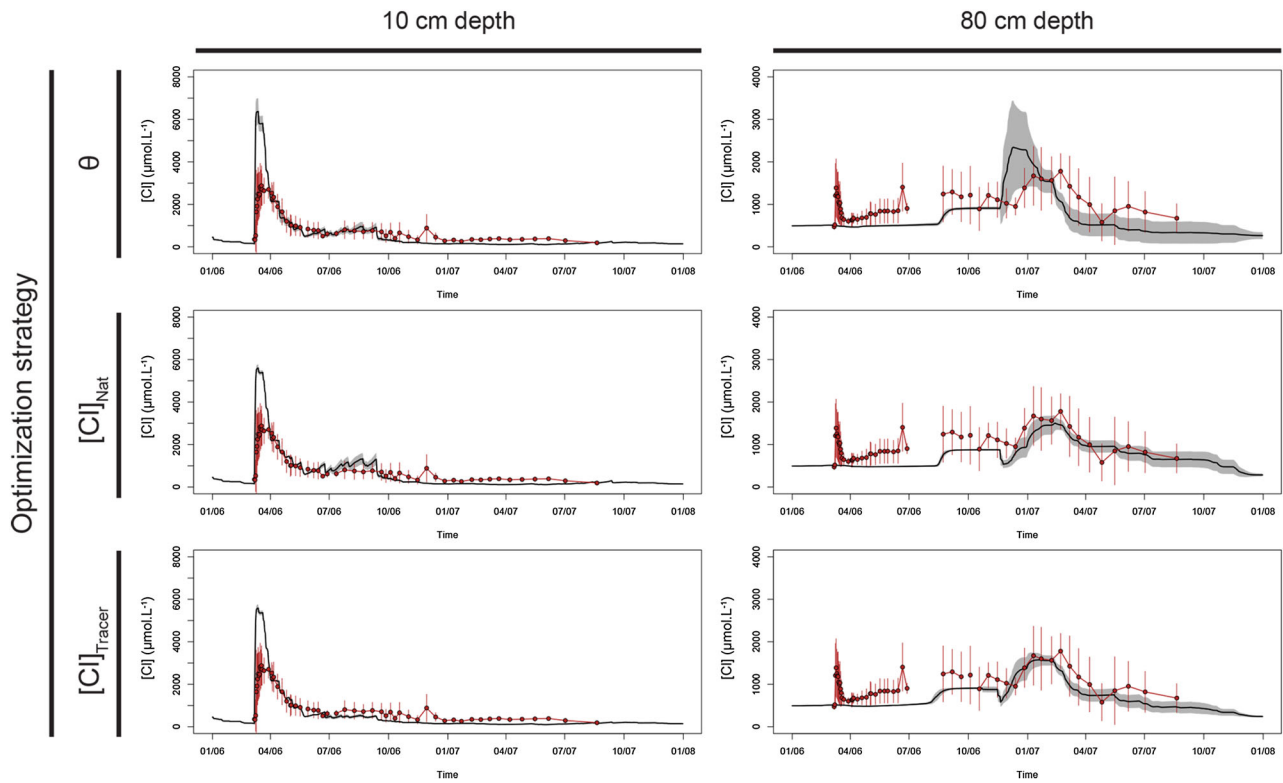 10 cm depth
80 cm depth
Optimization strategy
θ
[Cl] (µmol.L⁻¹)
0 2000 4000 6000 8000
01/06 04/06 07/06 10/06 01/07 04/07 07/07 10/07 01/08
Time
[Cl] (µmol.L⁻¹)
0 1000 2000 3000 4000
01/06 04/06 07/06 10/06 01/07 04/07 07/07 10/07 01/08
Time
[Cl]Nat
[Cl] (µmol.L⁻¹)
0 2000 4000 6000 8000
01/06 04/06 07/06 10/06 01/07 04/07 07/07 10/07 01/08
Time
[Cl] (µmol.L⁻¹)
0 1000 2000 3000 4000
01/06 04/06 07/06 10/06 01/07 04/07 07/07 10/07 01/08
Time
[Cl]Tracer
[Cl] (µmol.L⁻¹)
0 2000 4000 6000 8000
01/06 04/06 07/06 10/06 01/07 04/07 07/07 10/07 01/08
Time
[Cl] (µmol.L⁻¹)
0 1000 2000 3000 4000
01/06 04/06 07/06 10/06 01/07 04/07 07/07 10/07 01/08
Time